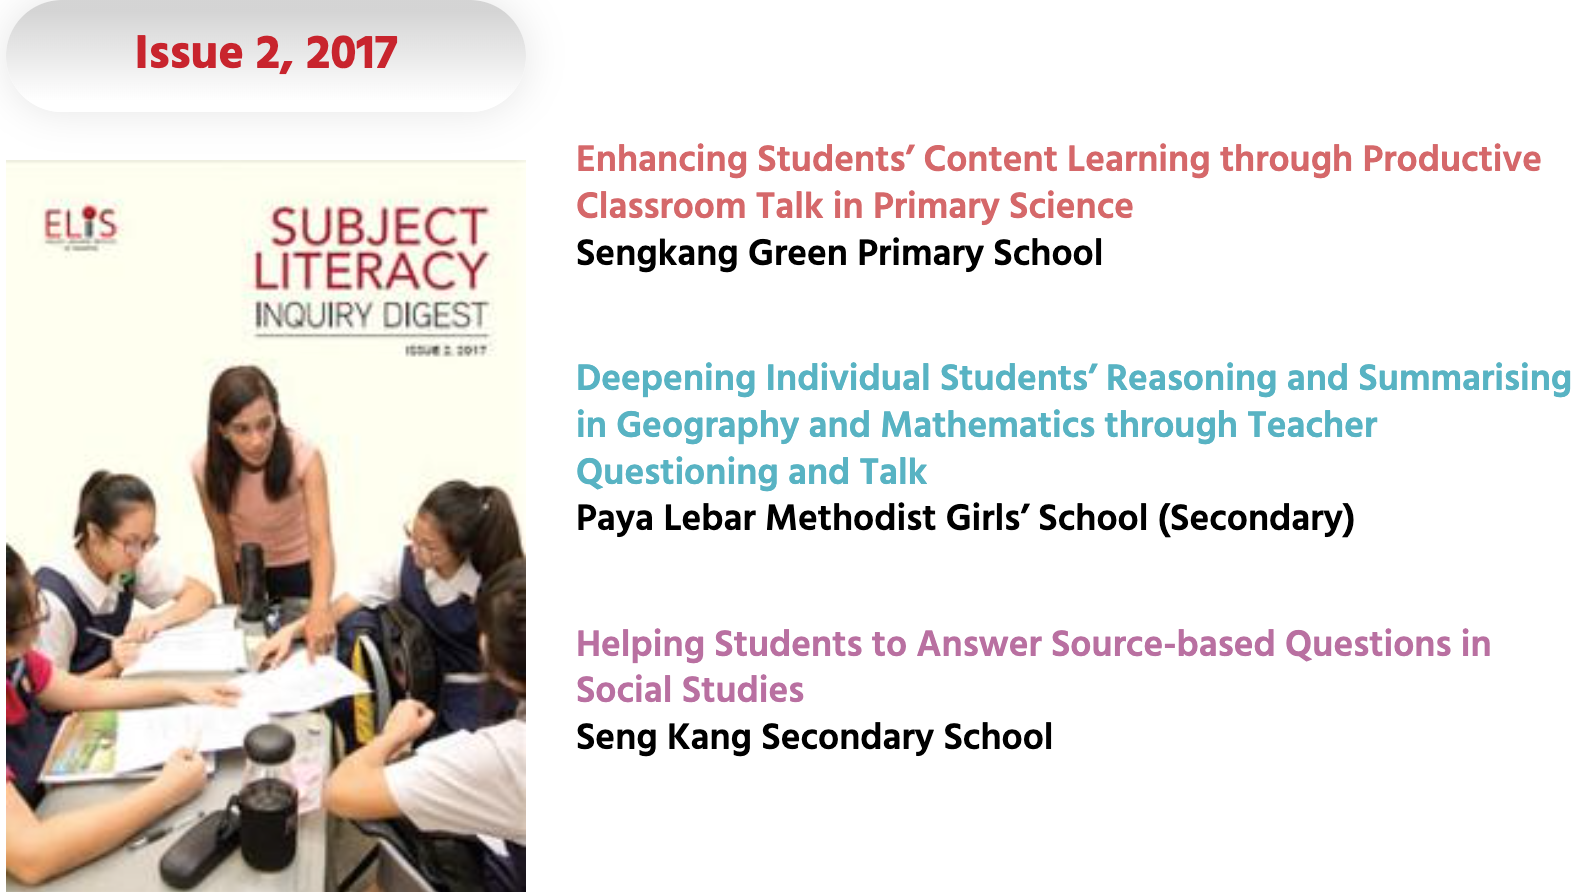 Issue 2, 2017
ELiS
SUBJECT
LITERACY
INQUIRY DIGEST
ISSUE 2, 2017
Enhancing Students’ Content Learning through Productive
Classroom Talk in Primary Science
Sengkang Green Primary School
Deepening Individual Students’ Reasoning and Summarising
in Geography and Mathematics through Teacher
Questioning and Talk
Paya Lebar Methodist Girls’ School (Secondary)
Helping Students to Answer Source-based Questions in
Social Studies
Seng Kang Secondary School